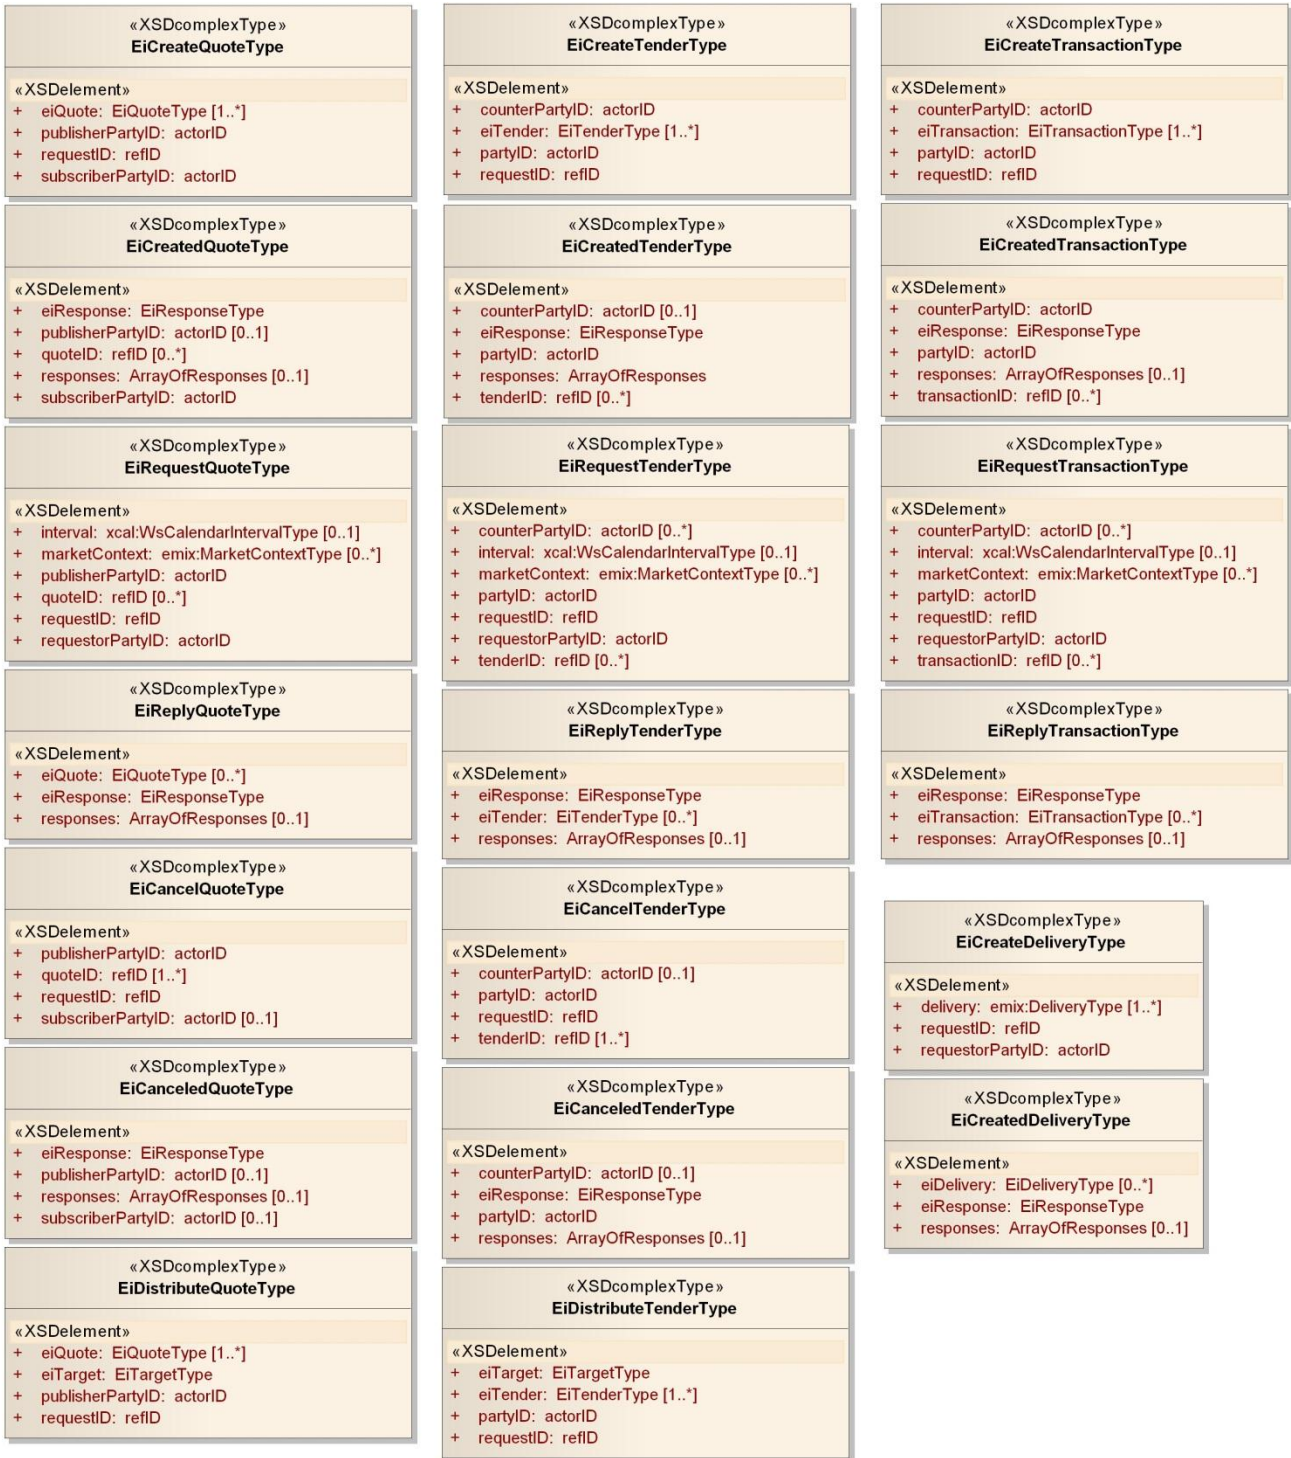 «XSDcomplexType»
EiCreateQuoteType
«XSDelement»
+ eiQuote: EiQuoteType [1..*]
+ publisherPartyID: actorID
+ requestID: refID
+ subscriberPartyID: actorID
«XSDcomplexType»
EiCreatedQuoteType
«XSDelement»
+ eiResponse: EiResponseType
+ publisherPartyID: actorID [0..1]
+ quoteID: refID [0..*]
+ responses: ArrayOfResponses [0..1]
+ subscriberPartyID: actorID
«XSDcomplexType»
EiRequestQuoteType
«XSDelement»
+ interval: xcal:WsCalendarIntervalType [0..1]
+ marketContext: emix:MarketContextType [0..*]
+ publisherPartyID: actorID
+ quoteID: refID [0..*]
+ requestID: refID
+ requestorPartyID: actorID
«XSDcomplexType»
EiReplyQuoteType
«XSDelement»
+ eiQuote: EiQuoteType [0..*]
+ eiResponse: EiResponseType
+ responses: ArrayOfResponses [0..1]
«XSDcomplexType»
EiCancelQuoteType
«XSDelement»
+ publisherPartyID: actorID
+ quoteID: refID [1..*]
+ requestID: refID
+ subscriberPartyID: actorID [0..1]
«XSDcomplexType»
EiCanceledQuoteType
«XSDelement»
+ eiResponse: EiResponseType
+ publisherPartyID: actorID [0..1]
+ responses: ArrayOfResponses [0..1]
+ subscriberPartyID: actorID [0..1]
«XSDcomplexType»
EiDistributeQuoteType
«XSDelement»
+ eiQuote: EiQuoteType [1..*]
+ eiTarget: EiTargetType
+ publisherPartyID: actorID
+ requestID: refID
«XSDcomplexType»
EiCreateTenderType
«XSDelement»
+ counterPartyID: actorID
+ eiTender: EiTenderType [1..*]
+ partyID: actorID
+ requestID: refID
«XSDcomplexType»
EiCreatedTenderType
«XSDelement»
+ counterPartyID: actorID [0..1]
+ eiResponse: EiResponseType
+ partyID: actorID
+ responses: ArrayOfResponses
+ tenderID: refID [0..*]
«XSDcomplexType»
EiRequestTenderType
«XSDelement»
+ counterPartyID: actorID [0..*]
+ interval: xcal:WsCalendarIntervalType [0..1]
+ marketContext: emix:MarketContextType [0..*]
+ partyID: actorID
+ requestID: refID
+ requestorPartyID: actorID
+ tenderID: refID [0..*]
«XSDcomplexType»
EiReplyTenderType
«XSDelement»
+ eiResponse: EiResponseType
+ eiTender: EiTenderType [0..*]
+ responses: ArrayOfResponses [0..1]
«XSDcomplexType»
EiCancelTenderType
«XSDelement»
+ counterPartyID: actorID [0..1]
+ partyID: actorID
+ requestID: refID
+ tenderID: refID [1..*]
«XSDcomplexType»
EiCanceledTenderType
«XSDelement»
+ counterPartyID: actorID [0..1]
+ eiResponse: EiResponseType
+ partyID: actorID
+ responses: ArrayOfResponses [0..1]
«XSDcomplexType»
EiDistributeTenderType
«XSDelement»
+ eiTarget: EiTargetType
+ eiTender: EiTenderType [1..*]
+ partyID: actorID
+ requestID: refID
«XSDcomplexType»
EiCreateTransactionType
«XSDelement»
+ counterPartyID: actorID
+ eiTransaction: EiTransactionType [1..*]
+ partyID: actorID
+ requestID: refID
«XSDcomplexType»
EiCreatedTransactionType
«XSDelement»
+ counterPartyID: actorID
+ eiResponse: EiResponseType
+ partyID: actorID
+ responses: ArrayOfResponses [0..1]
+ transactionID: refID [0..*]
«XSDcomplexType»
EiRequestTransactionType
«XSDelement»
+ counterPartyID: actorID [0..*]
+ interval: xcal:WsCalendarIntervalType [0..1]
+ marketContext: emix:MarketContextType [0..*]
+ partyID: actorID
+ requestID: refID
+ requestorPartyID: actorID
+ transactionID: refID [0..*]
«XSDcomplexType»
EiReplyTransactionType
«XSDelement»
+ eiResponse: EiResponseType
+ eiTransaction: EiTransactionType [0..*]
+ responses: ArrayOfResponses [0..1]
«XSDcomplexType»
EiCreateDeliveryType
«XSDelement»
+ delivery: emix:DeliveryType [1..*]
+ requestID: refID
+ requestorPartyID: actorID
«XSDcomplexType»
EiCreatedDeliveryType
«XSDelement»
+ eiDelivery: EiDeliveryType [0..*]
+ eiResponse: EiResponseType
+ responses: ArrayOfResponses [0..1]